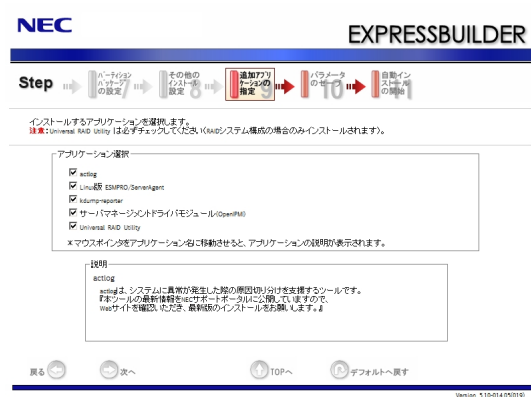 NEC
EXPRESSBUILDER
Step
パーティション
パッケージ
の設定
7
その他の
インストール
設定
8
追加アプリ
ケーションの
指定
9
パラメータ
のセーブ
10
自動イン
ストール
の開始
11
インストールするアプリケーションを選択します。
注意:Universal RAID Utility は必ずチェックしてください(RAIDシステム構成の場合のみインストールされます)。
アプリケーション選択
actlog
Linux版 ESMPRO/ServerAgent
kdump-reporter
サーバマネージメントドライバモジュール(OpenIPMI)
Universal RAID Utility
*マウスポインタをアプリケーション名に移動させると、アプリケーションの説明が表示されます。
説明
actlog
actlogは、システムに異常が発生した際の原因切り分けを支援するツールです。
『本ツールの最新情報をNECサポートポータルに公開していますので、
Webサイトを確認いただき、最新版のインストールをお願いします。』
戻る
次へ
TOPへ
デフォルトへ戻す
Version 5.10-014.05(019)